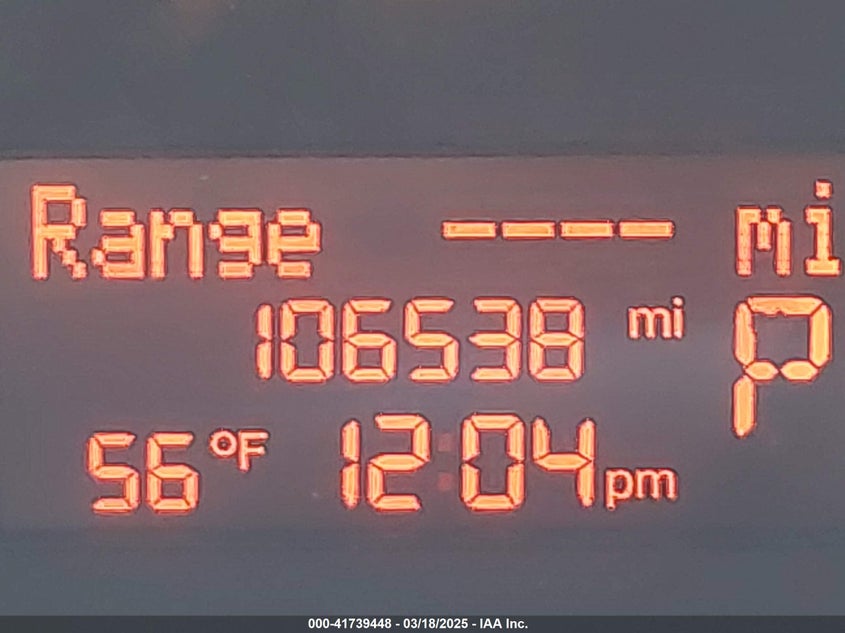 Range ---- mi
106538 mi P
56 °F 12:04 pm
000-41739448 - 03/18/2025 - IAA Inc.